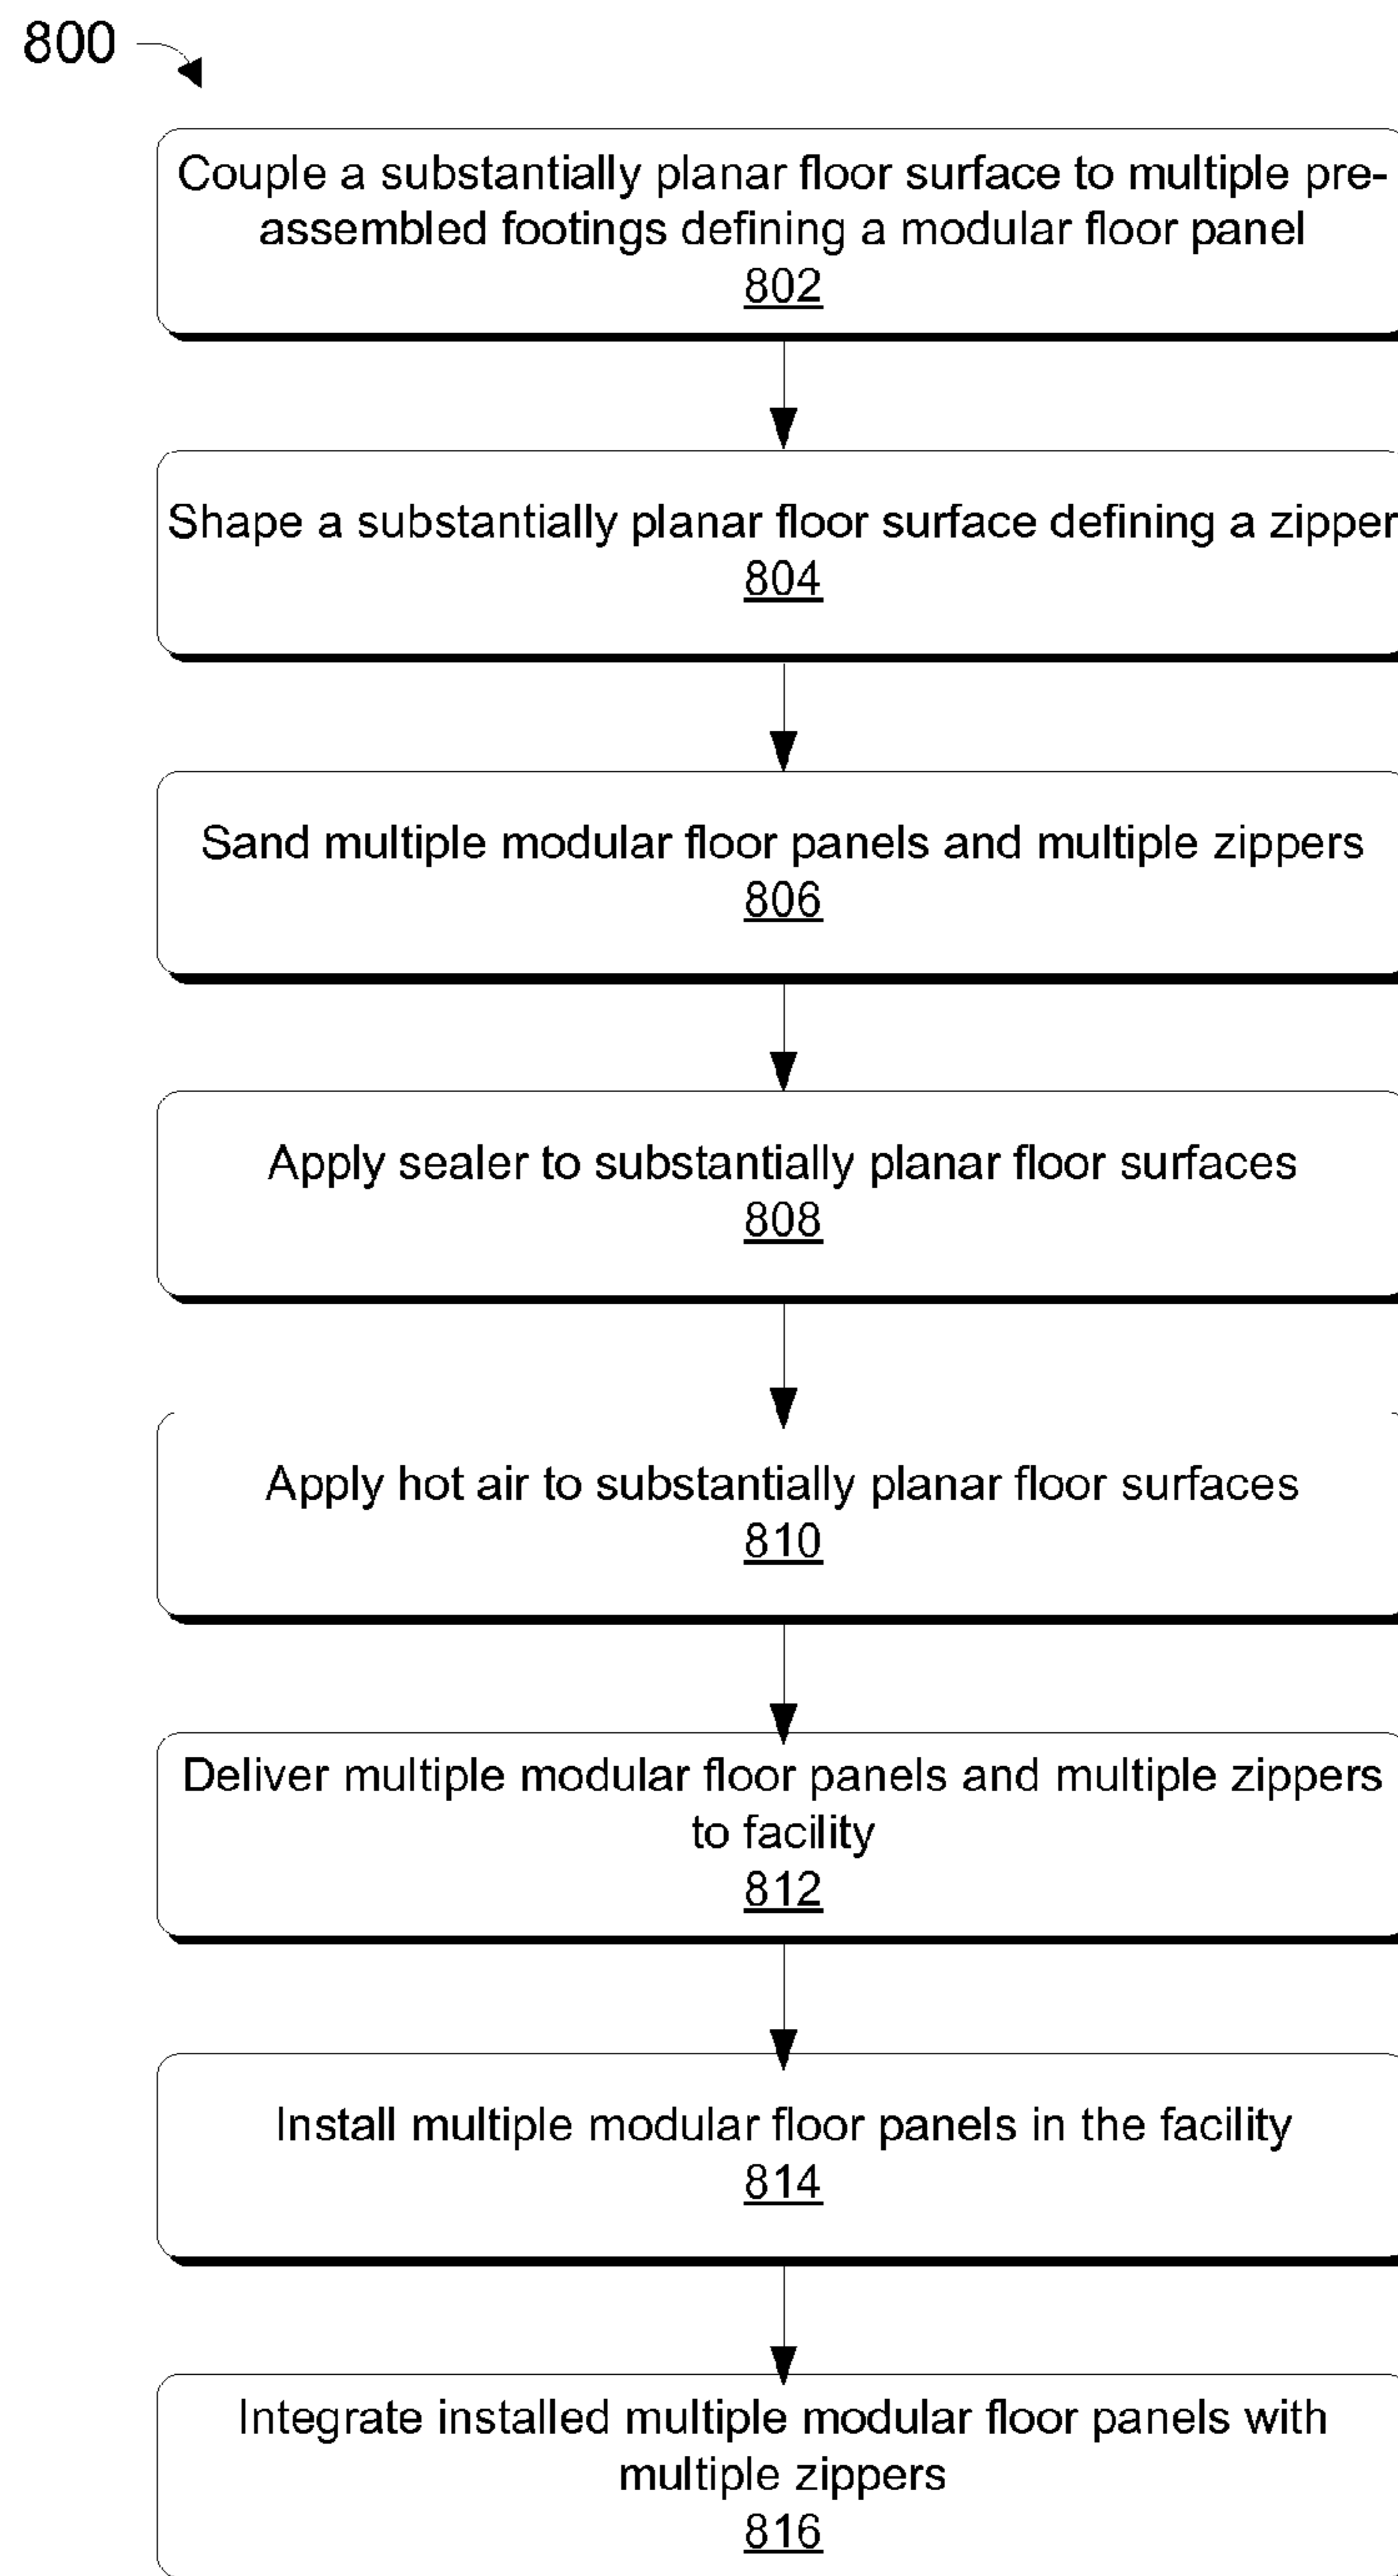 800
Couple a substantially planar floor surface to multiple pre-
assembled footings defining a modular floor panel
802
Shape a substantially planar floor surface defining a zipper
804
Sand multiple modular floor panels and multiple zippers
806
Apply sealer to substantially planar floor surfaces
808
Apply hot air to substantially planar floor surfaces
810
Deliver multiple modular floor panels and multiple zippers
to facility
812
Install multiple modular floor panels in the facility
814
Integrate installed multiple modular floor panels with
multiple zippers
816